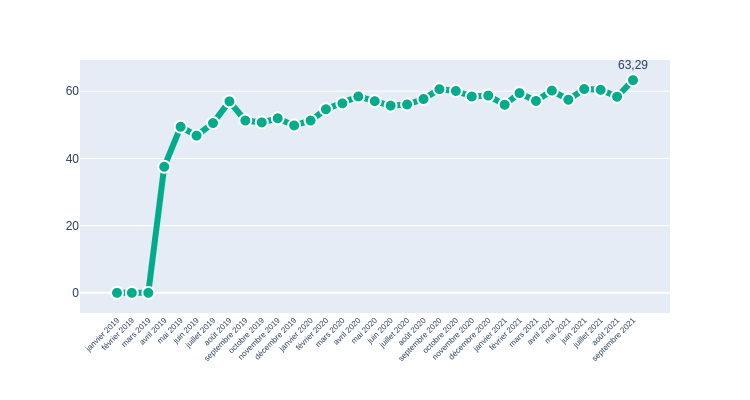 63,29
60
40
20
0
janvier 2019
février 2019
mars 2019
avril 2019
mai 2019
juin 2019
juillet 2019
août 2019
septembre 2019
octobre 2019
novembre 2019
décembre 2019
janvier 2020
février 2020
mars 2020
avril 2020
mai 2020
juin 2020
juillet 2020
août 2020
septembre 2020
octobre 2020
novembre 2020
décembre 2020
janvier 2021
février 2021
mars 2021
avril 2021
mai 2021
juin 2021
juillet 2021
août 2021
septembre 2021